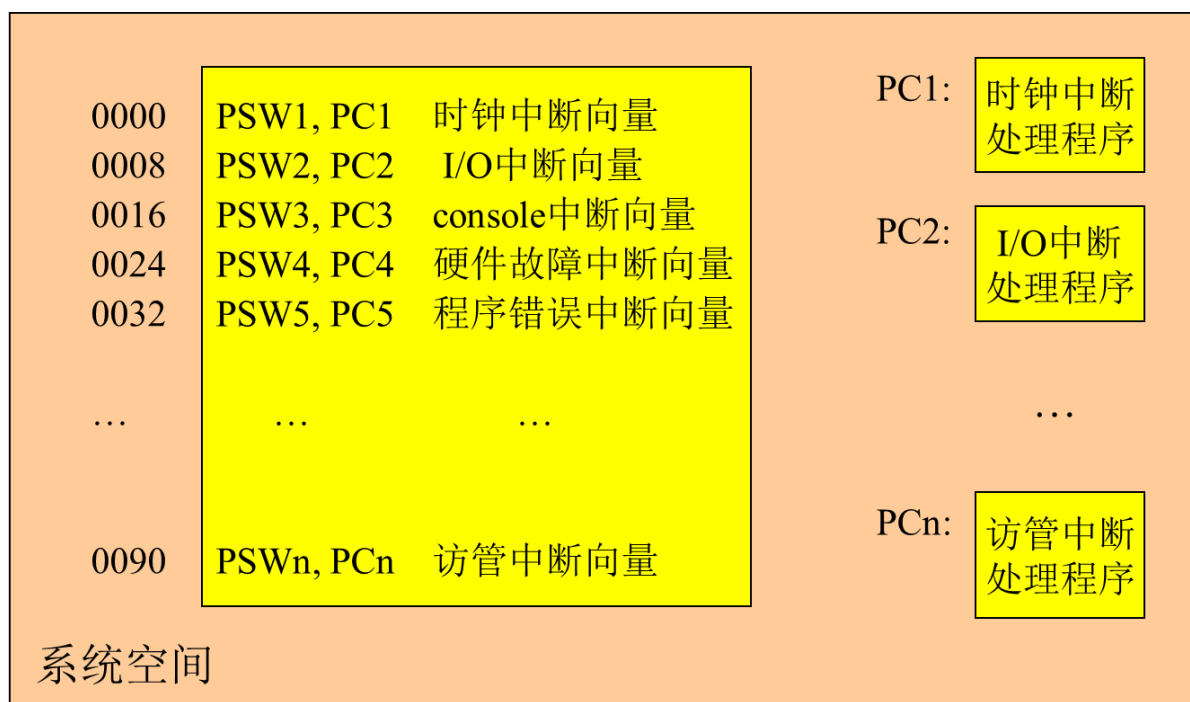 0000 PSW1, PC1 时钟中断向量
0008 PSW2, PC2 I/O中断向量
0016 PSW3, PC3 console中断向量
0024 PSW4, PC4 硬件故障中断向量
0032 PSW5, PC5 程序错误中断向量
… … …
0090 PSWn, PCn 访管中断向量
系统空间
PC1:
时钟中断
处理程序
PC2:
I/O中断
处理程序
…
PCn:
访管中断
处理程序